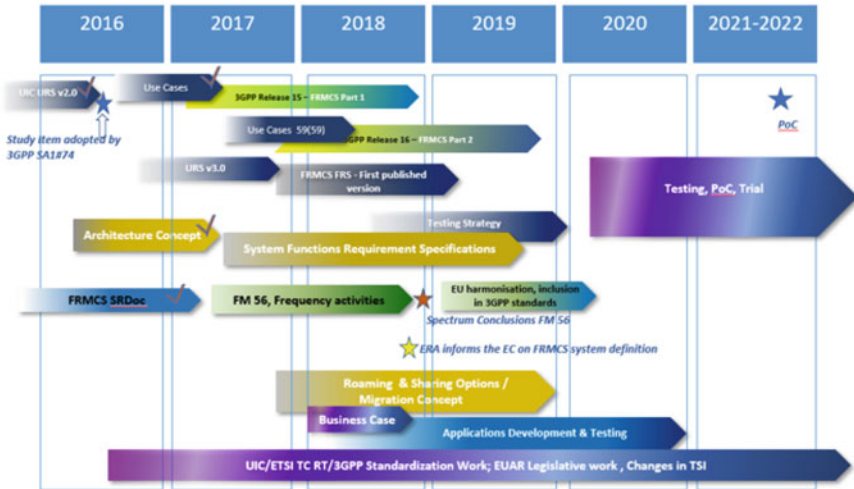 2016
2017
2018
2019
2020
2021-2022
UIC URS v2.0
Use Cases
3GPP Release 15 – FRMCS Part 1
Study item adopted by
3GPP SA1#74
PoC
Use Cases 59(59)
3GPP Release 16 – FRMCS Part 2
URS v3.0
FRMCS FRS - First published
version
Testing, PoC, Trial
Testing Strategy
Architecture Concept
System Functions Requirement Specifications
FRMCS SRDoc
FM 56, Frequency activities
EU harmonisation, inclusion
in 3GPP standards
Spectrum Conclusions FM 56
ERA informs the EC on FRMCS system definition
Roaming & Sharing Options /
Migration Concept
Business Case
Applications Development & Testing
UIC/ETSI TC RT/3GPP Standardization Work; EUAR Legislative work , Changes in TSI